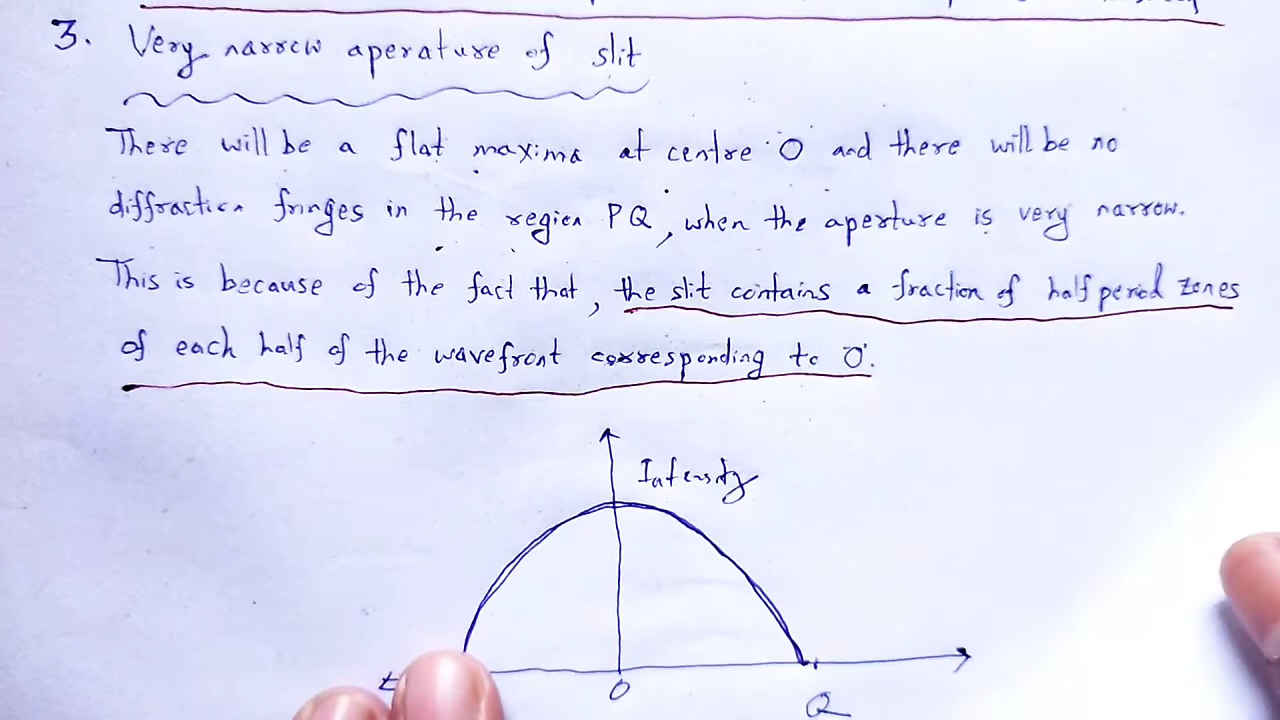 3. Very narrow aperature of slit
There will be a flat maxima at centre 'O' and there will be no
diffraction fringes in the region PQ, when the aperture is very narrow.
This is because of the fact that, the slit contains a fraction of half period zones
of each half of the wavefront corresponding to 'O'.
Intensity
O
Q